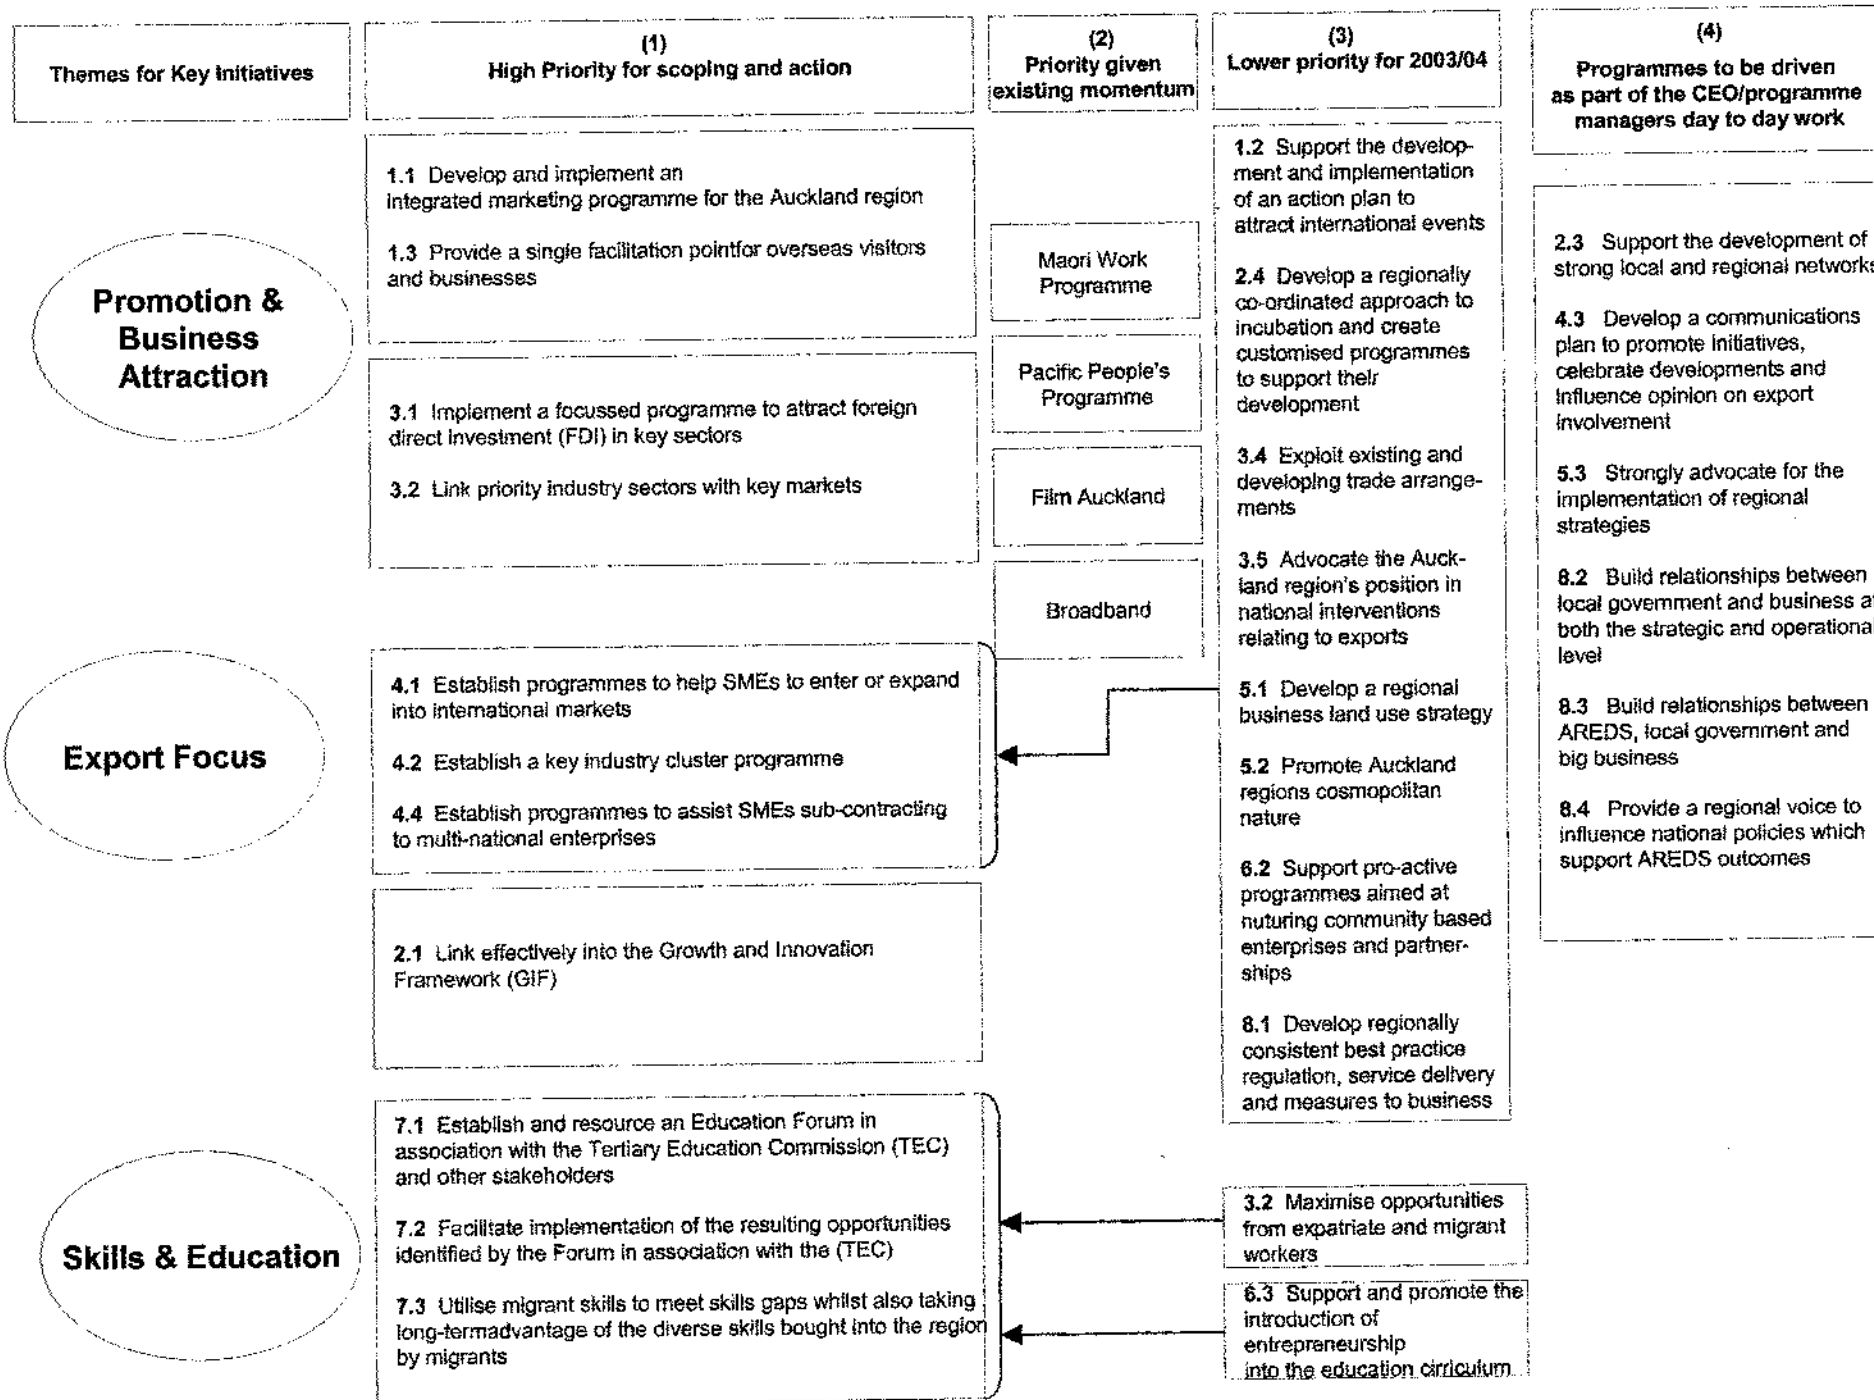 Themes for Key Initiatives
(1)
High Priority for scoping and action
(2)
Priority given
existing momentum
(3)
Lower priority for 2003/04
(4)
Programmes to be driven
as part of the CEO/programme
managers day to day work
Promotion &
Business
Attraction
1.1 Develop and implement an
integrated marketing programme for the Auckland region
1.3 Provide a single facilitation pointfor overseas visitors
and businesses
3.1 Implement a focussed programme to attract foreign
direct investment (FDI) in key sectors
3.2 Link priority industry sectors with key markets
Export Focus
4.1 Establish programmes to help SMEs to enter or expand
into international markets
4.2 Establish a key industry cluster programme
4.4 Establish programmes to assist SMEs sub-contracting
to multi-national enterprises
2.1 Link effectively into the Growth and Innovation
Framework (GIF)
Skills & Education
7.1 Establish and resource an Education Forum in
association with the Tertiary Education Commission (TEC)
and other stakeholders
7.2 Facilitate implementation of the resulting opportunities
identified by the Forum in association with the (TEC)
7.3 Utilise migrant skills to meet skills gaps whilst also taking
long-termadvantage of the diverse skills bought into the region
by migrants
Maori Work
Programme
Pacific People's
Programme
Film Auckland
Broadband
1.2 Support the develop-
ment and implementation
of an action plan to
attract international events
2.4 Develop a regionally
co-ordinated approach to
incubation and create
customised programmes
to support their
development
3.4 Exploit existing and
developing trade arrange-
ments
3.5 Advocate the Auck-
land region's position in
national interventions
relating to exports
5.1 Develop a regional
business land use strategy
5.2 Promote Auckland
regions cosmopolitan
nature
6.2 Support pro-active
programmes aimed at
nuturing community based
enterprises and partner-
ships
8.1 Develop regionally
consistent best practice
regulation, service delivery
and measures to business
3.2 Maximise opportunities
from expatriate and migrant
workers
6.3 Support and promote the
introduction of
entrepreneurship
into the education cirriculum
2.3 Support the development of
strong local and regional networks
4.3 Develop a communications
plan to promote initiatives,
celebrate developments and
influence opinion on export
involvement
5.3 Strongly advocate for the
implementation of regional
strategies
8.2 Build relationships between
local government and business at
both the strategic and operational
level
8.3 Build relationships between
AREDS, local government and
big business
8.4 Provide a regional voice to
influence national policies which
support AREDS outcomes